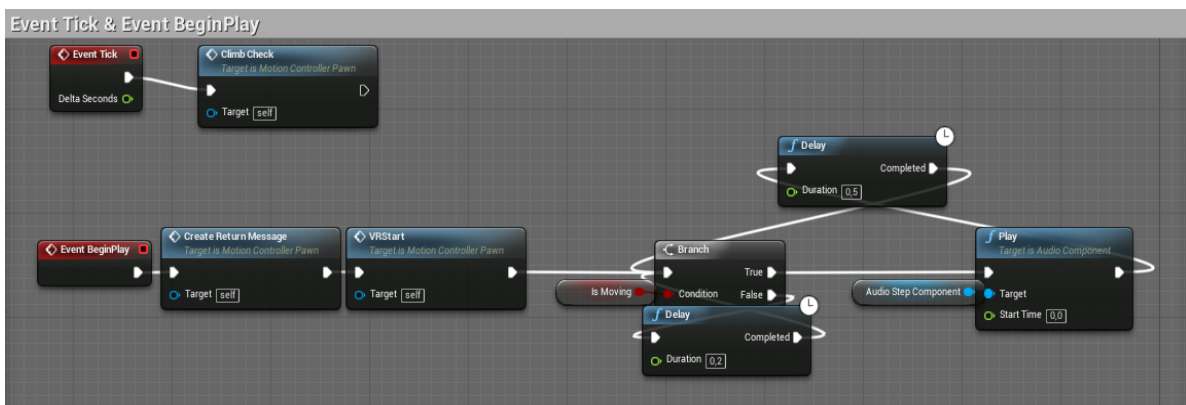 Event Tick & Event BeginPlay
Event Tick
Delta Seconds
Climb Check
Target is Motion Controller Pawn
Target self
Delay
Completed
Duration 0,5
Event BeginPlay
Create Return Message
Target is Motion Controller Pawn
Target self
VRStart
Target is Motion Controller Pawn
Target self
Is Moving
Branch
True
Condition False
Delay
Completed
Duration 0,2
Audio Step Component
Play
Target is Audio Component
Target
Start Time 0,0